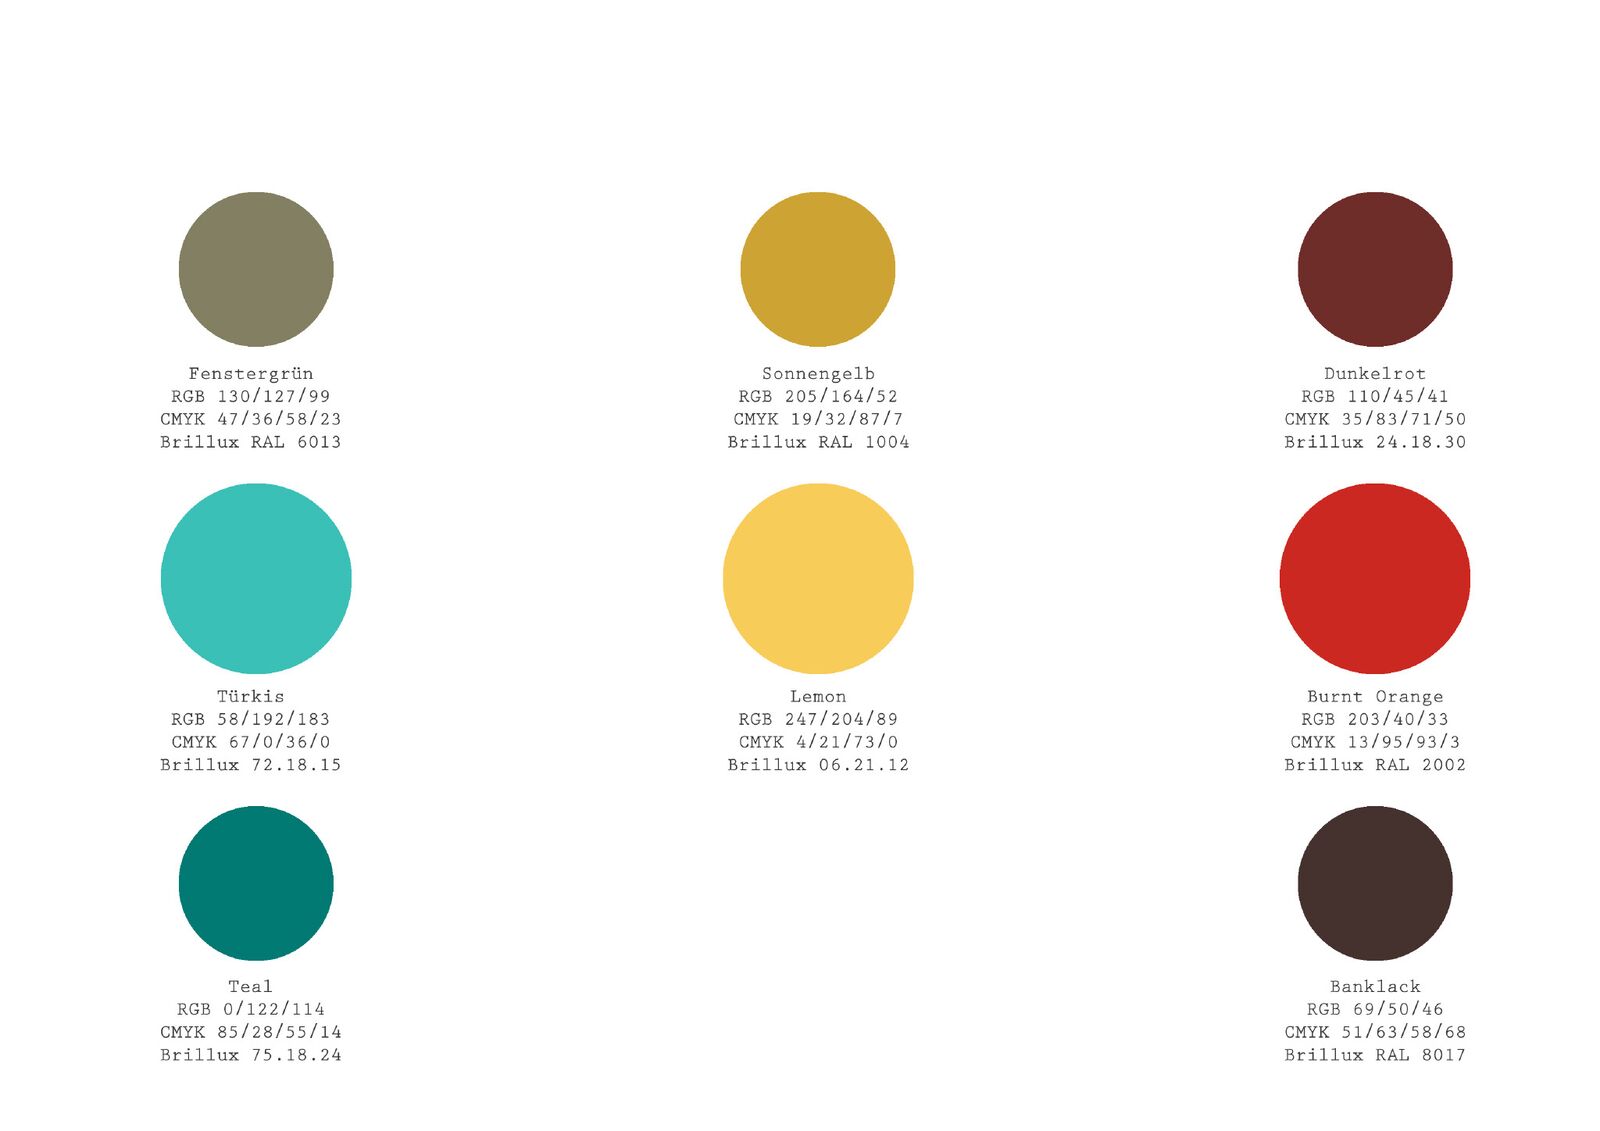 Fenstergrün
RGB 130/127/99
CMYK 47/36/58/23
Brillux RAL 6013
Sonnengelb
RGB 205/164/52
CMYK 19/32/87/7
Brillux RAL 1004
Dunkelrot
RGB 110/45/41
CMYK 35/83/71/50
Brillux 24.18.30
Türkis
RGB 58/192/183
CMYK 67/0/36/0
Brillux 72.18.15
Lemon
RGB 247/204/89
CMYK 4/21/73/0
Brillux 06.21.12
Burnt Orange
RGB 203/40/33
CMYK 13/95/93/3
Brillux RAL 2002
Teal
RGB 0/122/114
CMYK 85/28/55/14
Brillux 75.18.24
Banklack
RGB 69/50/46
CMYK 51/63/58/68
Brillux RAL 8017